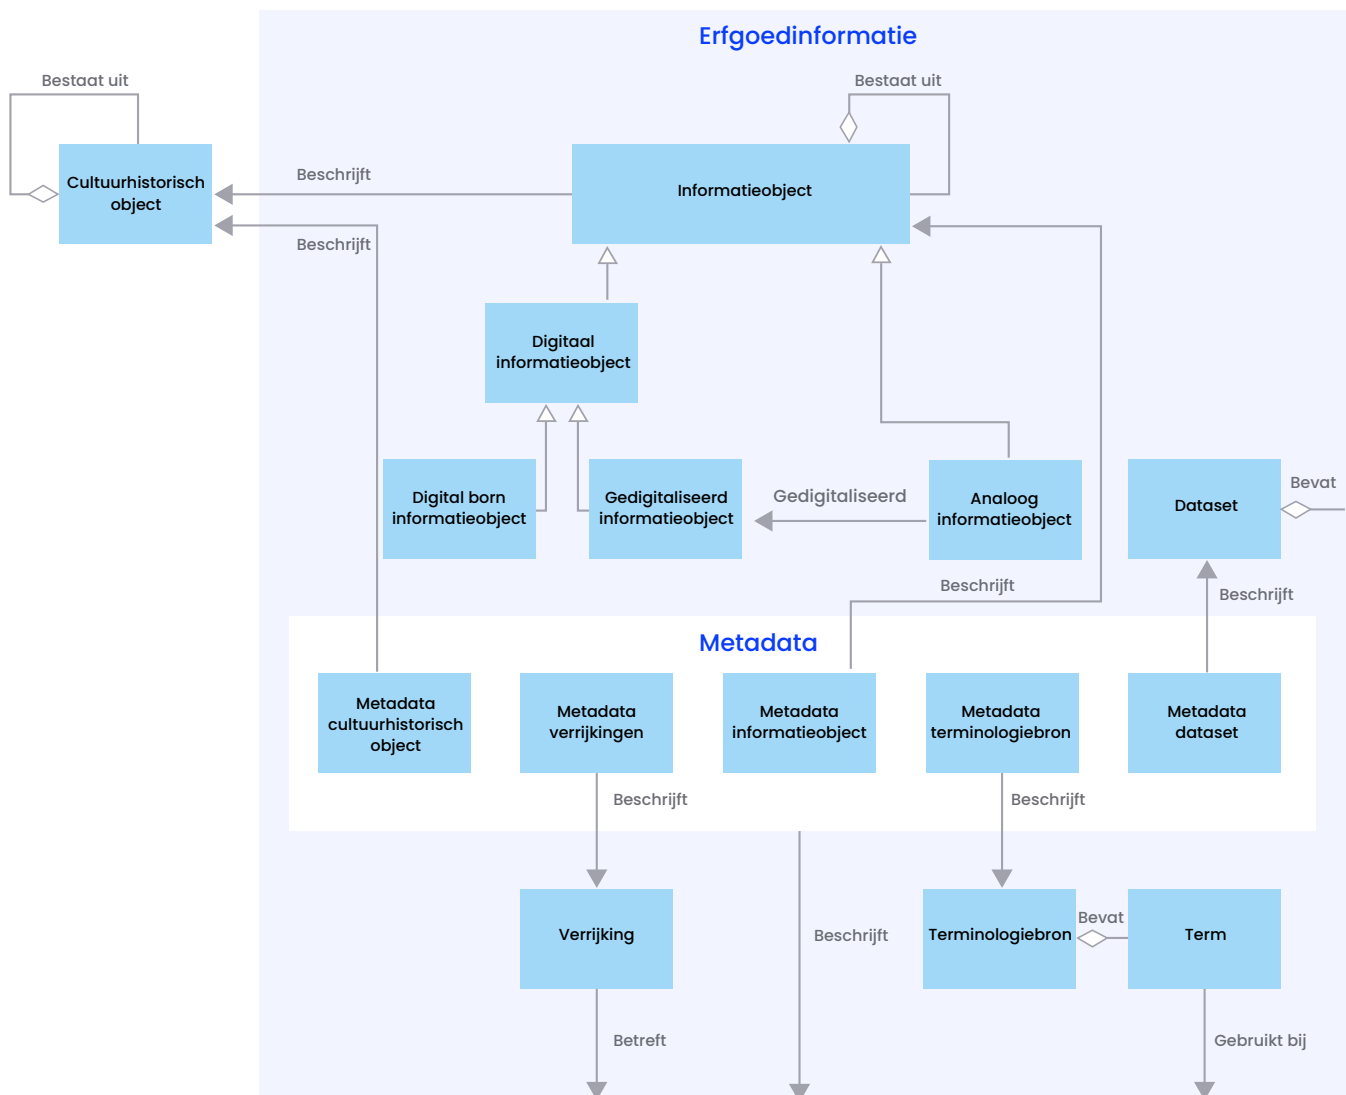 Erfgoedinformatie
Bestaat uit
Bestaat uit
Cultuurhistorisch
object
Beschrijft
Informatieobject
Beschrijft
Digitaal
informatieobject
Digital born
informatieobject
Gedigitaliseerd
informatieobject
Gedigitaliseerd
Analoog
informatieobject
Dataset
Bevat
Beschrijft
Beschrijft
Metadata
Metadata
cultuurhistorisch
object
Metadata
verrijkingen
Metadata
informatieobject
Metadata
terminologiebron
Metadata
dataset
Beschrijft
Beschrijft
Verrijking
Beschrijft
Terminologiebron
Bevat
Term
Betreft
Gebruikt bij